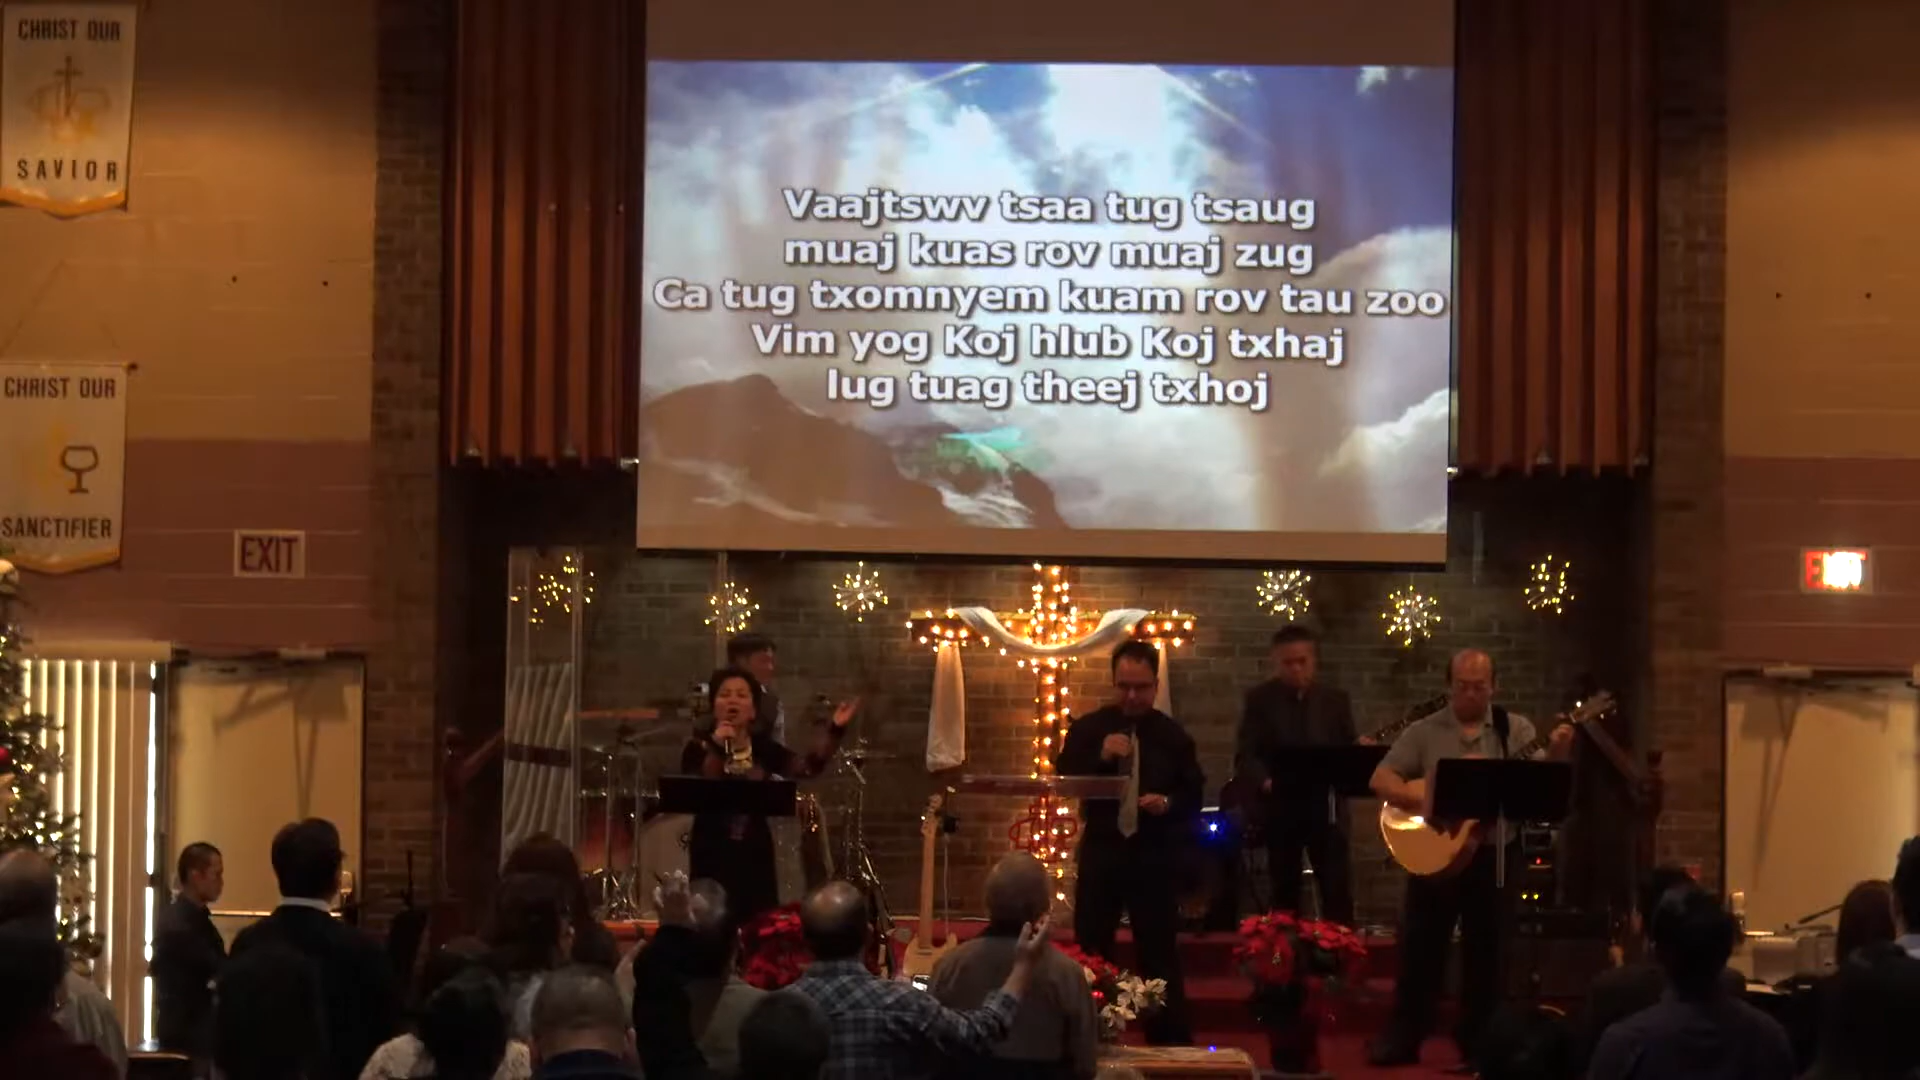 CHRIST OUR
SAVIOR
CHRIST OUR
SANCTIFIER
EXIT
Vaajtswv tsaa tug tsaug
muaj kuas rov muaj zug
Ca tug txomnyem kuam rov tau zoo
Vim yog Koj hlub Koj txhaj
lug tuag theej txhoj
EXIT